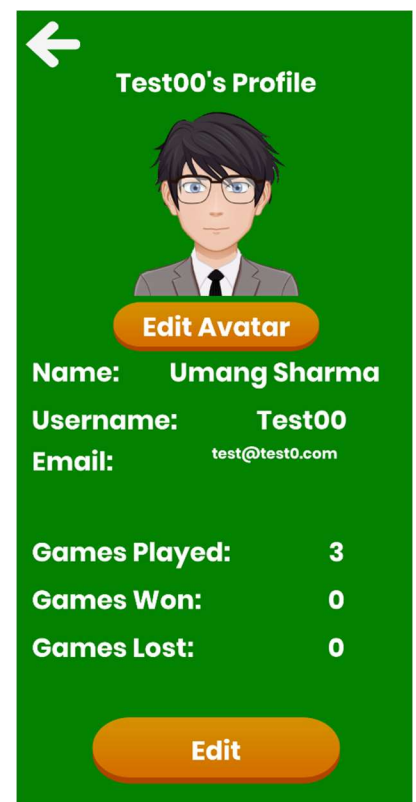 Test00's Profile
Edit Avatar
Name: Umang Sharma
Username: Test00
Email: test@test0.com
Games Played: 3
Games Won: 0
Games Lost: 0
Edit